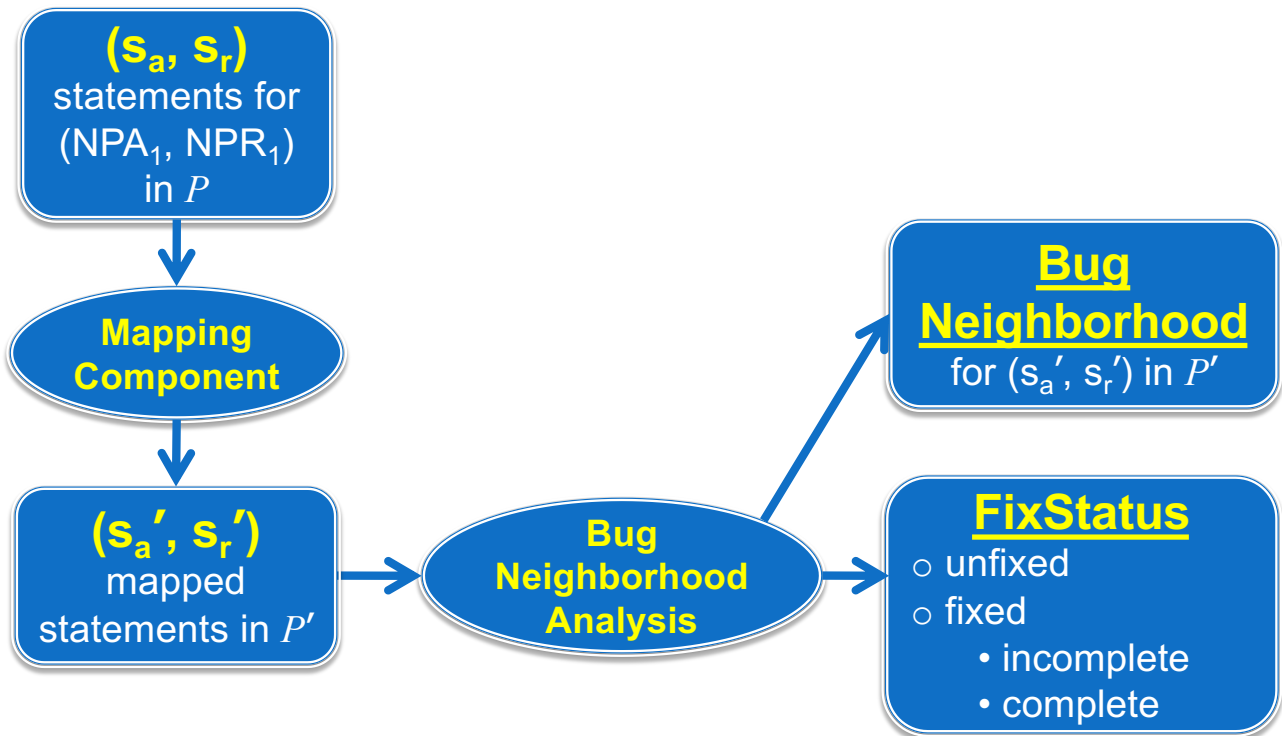 (sₐ, sᵣ)
statements for
(NPA₁, NPR₁)
in P
Mapping
Component
(sₐ′, sᵣ′)
mapped
statements in P′
Bug
Neighborhood
Analysis
Bug
Neighborhood
for (sₐ′, sᵣ′) in P′
FixStatus
o unfixed
o fixed
• incomplete
• complete